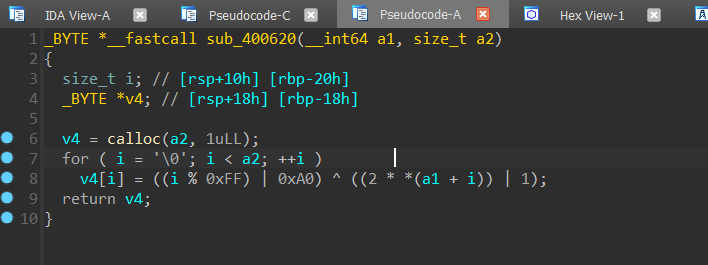 IDA View-A Pseudocode-C Pseudocode-A Hex View-1
1 _BYTE *__fastcall sub_400620(__int64 a1, size_t a2)
2 {
3 size_t i; // [rsp+10h] [rbp-20h]
4 _BYTE *v4; // [rsp+18h] [rbp-18h]
5
6 v4 = calloc(a2, 1uLL);
7 for ( i = '\0'; i < a2; ++i )
8 v4[i] = ((i % 0xFF) | 0xA0) ^ ((2 * *(a1 + i)) | 1);
9 return v4;
10 }